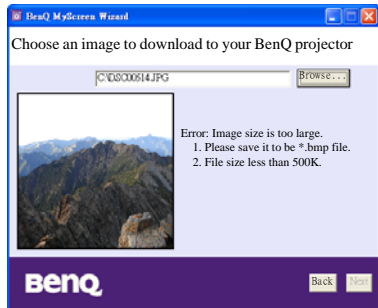 BenQ MyScreen Wizard
Choose an image to download to your BenQ projector
C:\DSC00514.JPG
Browse...
Error: Image size is too large.
1. Please save it to be *.bmp file.
2. File size less than 500K.
BenQ
Back
Next